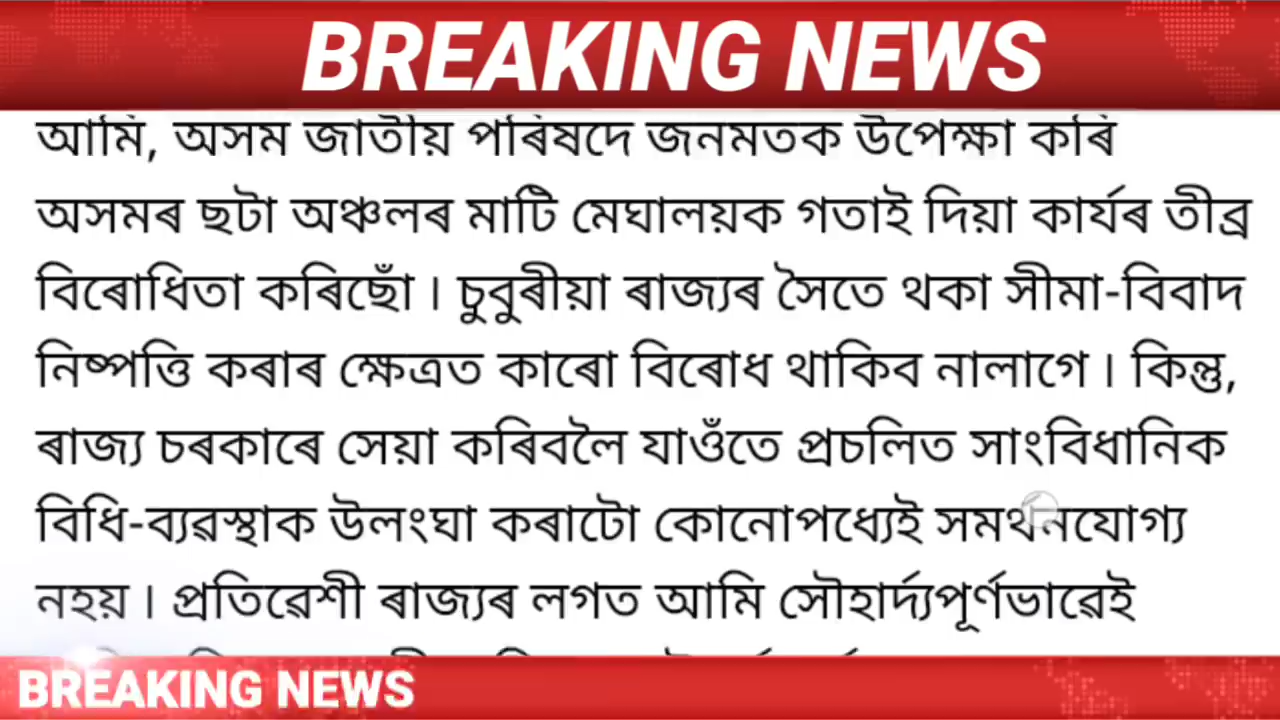 BREAKING NEWS
আমি, অসম জাতীয় পৰিষদে জনমতক উপেক্ষা কৰি
অসমৰ ছটা অঞ্চলৰ মাটি মেঘালয়ক গতাই দিয়া কাৰ্যৰ তীব্ৰ
বিৰোধিতা কৰিছোঁ । চুবুৰীয়া ৰাজ্যৰ সৈতে থকা সীমা-বিবাদ
নিষ্পত্তি কৰাৰ ক্ষেত্ৰত কাৰো বিৰোধ থাকিব নালাগে । কিন্তু,
ৰাজ্য চৰকাৰে সেয়া কৰিবলৈ যাওঁতে প্ৰচলিত সাংবিধানিক
বিধি-ব্যৱস্থাক উলংঘা কৰাটো কোনোপধ্যেই সমৰ্থনযোগ্য
নহয় । প্ৰতিৱেশী ৰাজ্যৰ লগত আমি সৌহাৰ্দ্যপূৰ্ণভাৱেই
BREAKING NEWS